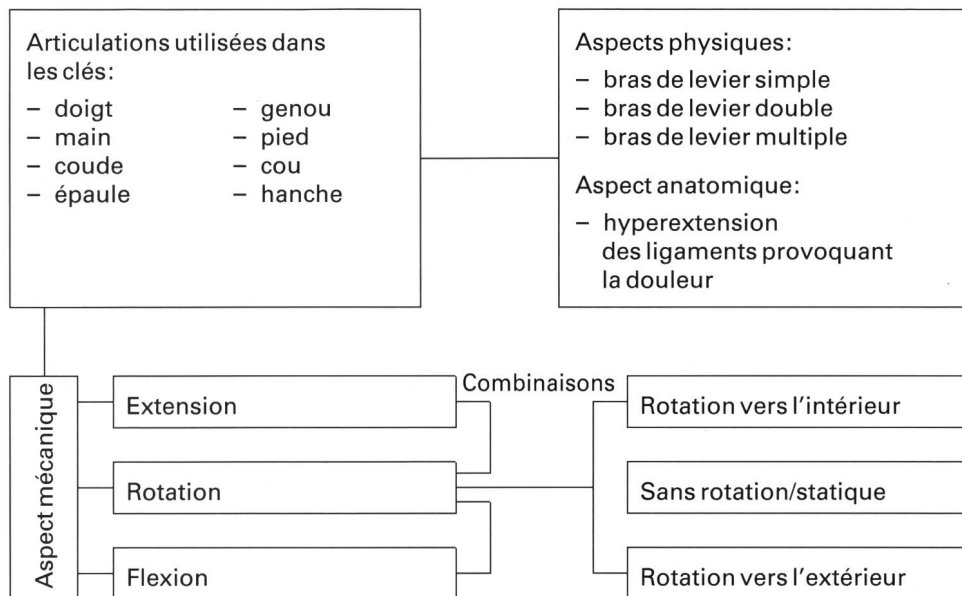 Articulations utilisées dans
les clés:
– doigt
– main
– coude
– épaule
– genou
– pied
– cou
– hanche
Aspects physiques:
– bras de levier simple
– bras de levier double
– bras de levier multiple
Aspect anatomique:
– hyperextension
des ligaments provoquant
la douleur
Aspect mécanique
Extension
Rotation
Flexion
Combinaisons
Rotation vers l'intérieur
Sans rotation/statique
Rotation vers l'extérieur